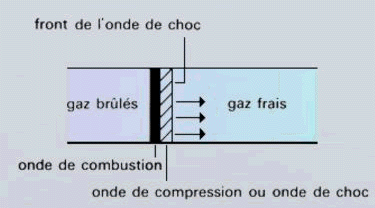 front de l'onde de choc
gaz brûlés
gaz frais
onde de combustion
onde de compression ou onde de choc